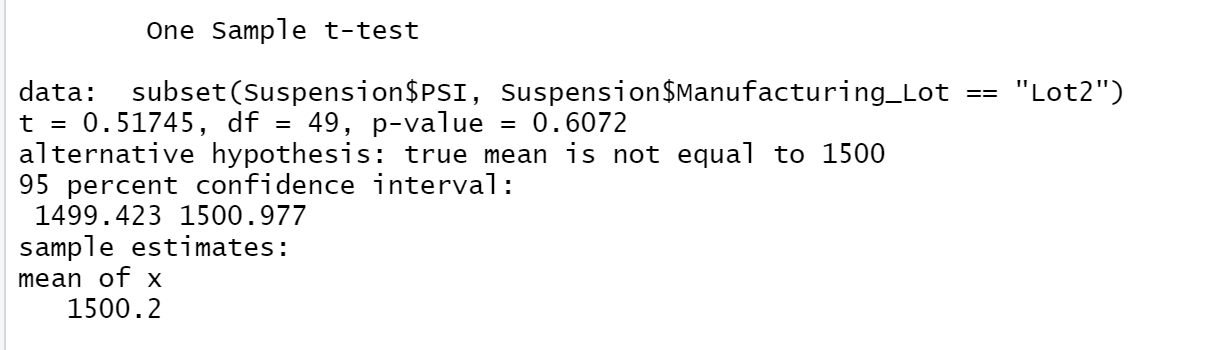 One Sample t-test
data:  subset(Suspension$PSI, Suspension$Manufacturing_Lot == "Lot2")
t = 0.51745, df = 49, p-value = 0.6072
alternative hypothesis: true mean is not equal to 1500
95 percent confidence interval:
1499.423 1500.977
sample estimates:
mean of x
1500.2